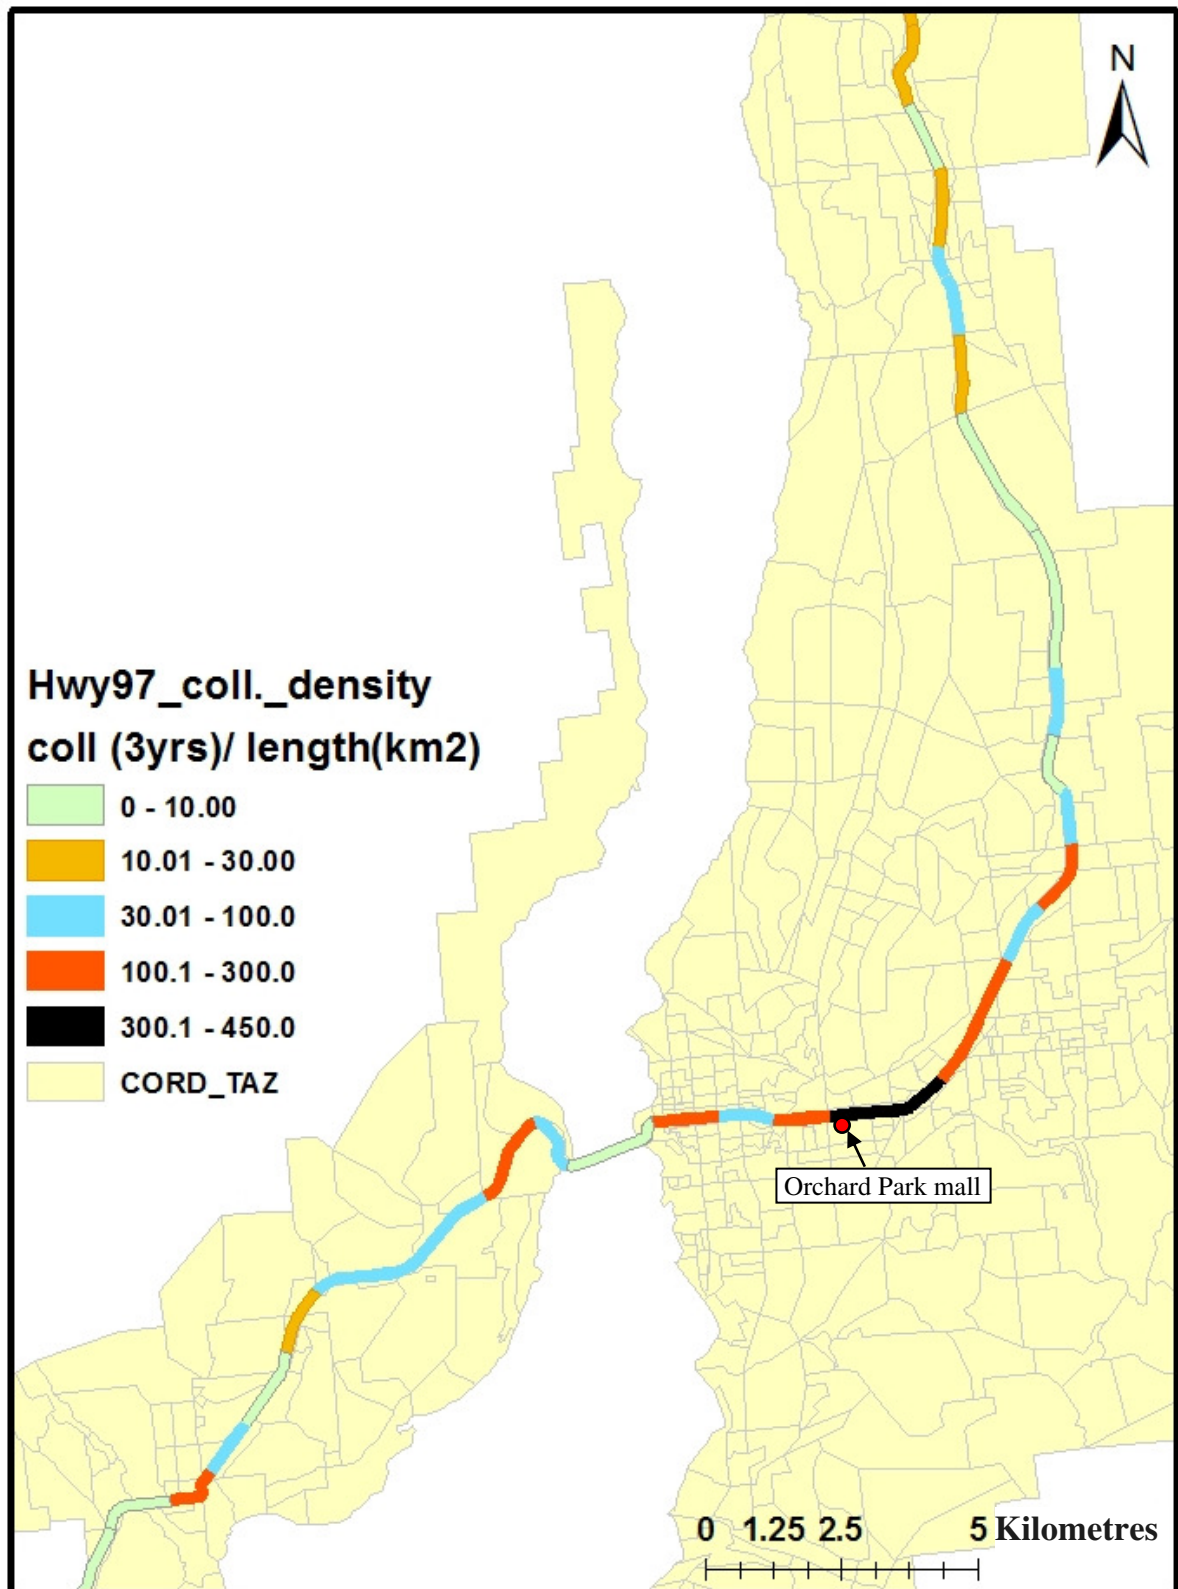 N
Hwy97_coll._density
coll (3yrs)/ length(km2)
0 - 10.00
10.01 - 30.00
30.01 - 100.0
100.1 - 300.0
300.1 - 450.0
CORD_TAZ
Orchard Park mall
0 1.25 2.5 5 Kilometres